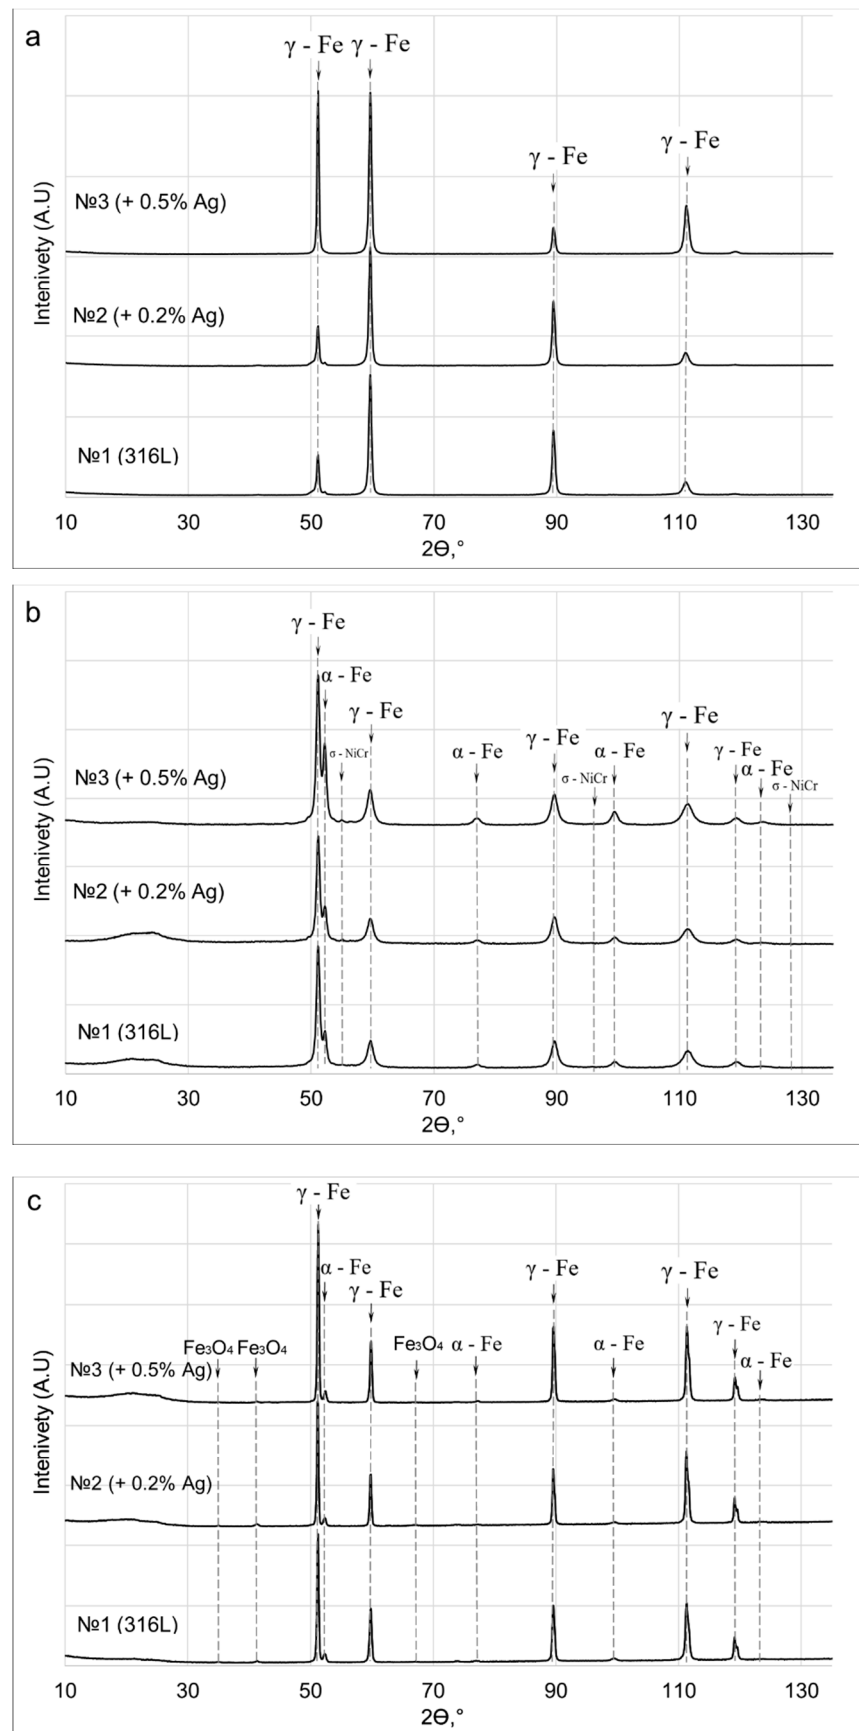 a
γ - Fe γ - Fe
γ - Fe
γ - Fe
№3 (+ 0.5% Ag)
№2 (+ 0.2% Ag)
№1 (316L)
Intenivety (A.U)
10 30 50 70 90 110 130
2Ө,°
b
γ - Fe
α - Fe
γ - Fe
σ - NiCr
α - Fe
γ - Fe
σ - NiCr
α - Fe
γ - Fe
γ - Fe
α - Fe
σ - NiCr
№3 (+ 0.5% Ag)
№2 (+ 0.2% Ag)
№1 (316L)
Intenivety (A.U)
10 30 50 70 90 110 130
2Ө,°
c
γ - Fe
α - Fe
γ - Fe
γ - Fe
γ - Fe
γ - Fe
Fe₃O₄ Fe₃O₄
Fe₃O₄ α - Fe
α - Fe
α - Fe
№3 (+ 0.5% Ag)
№2 (+ 0.2% Ag)
№1 (316L)
Intenivety (A.U)
10 30 50 70 90 110 130
2Ө,°